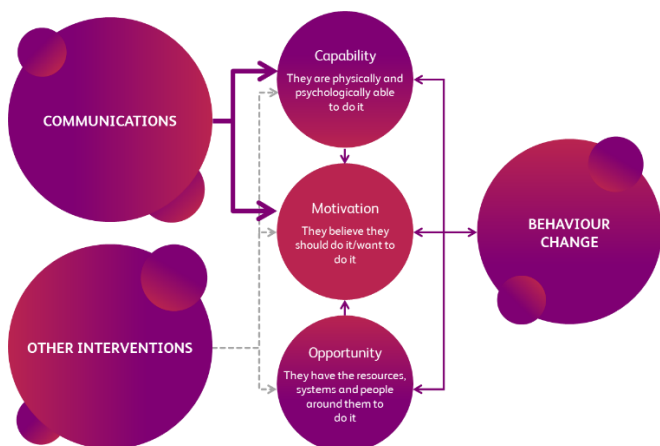 COMMUNICATIONS
Capability
They are physically and
psychologically able
to do it
Motivation
They believe they
should do it/want to
do it
BEHAVIOUR
CHANGE
OTHER INTERVENTIONS
Opportunity
They have the resources,
systems and people
around them to
do it